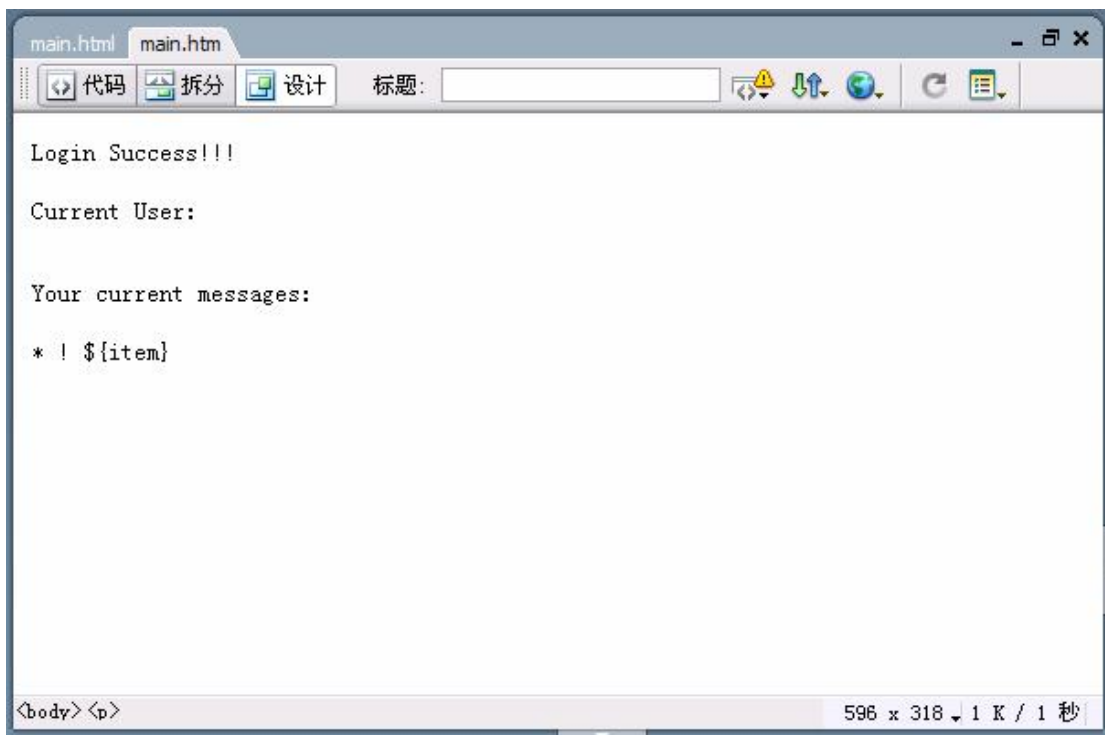 main.html main.htm
代码 拆分 设计 标题:
Login Success!!!
Current User:
Your current messages:
* ! ${item}
<body> <p> 596 x 318 1 K / 1 秒